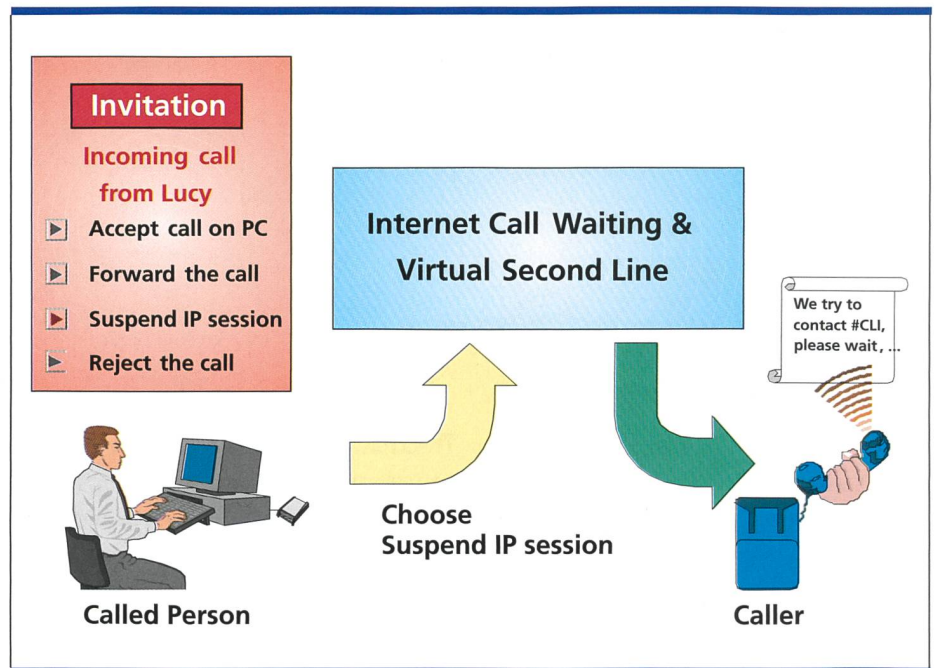 Invitation
Incoming call
from Lucy
Accept call on PC
Forward the call
Suspend IP session
Reject the call
Internet Call Waiting &
Virtual Second Line
We try to
contact #CLI,
please wait, ...
Choose
Suspend IP session
Called Person
Caller